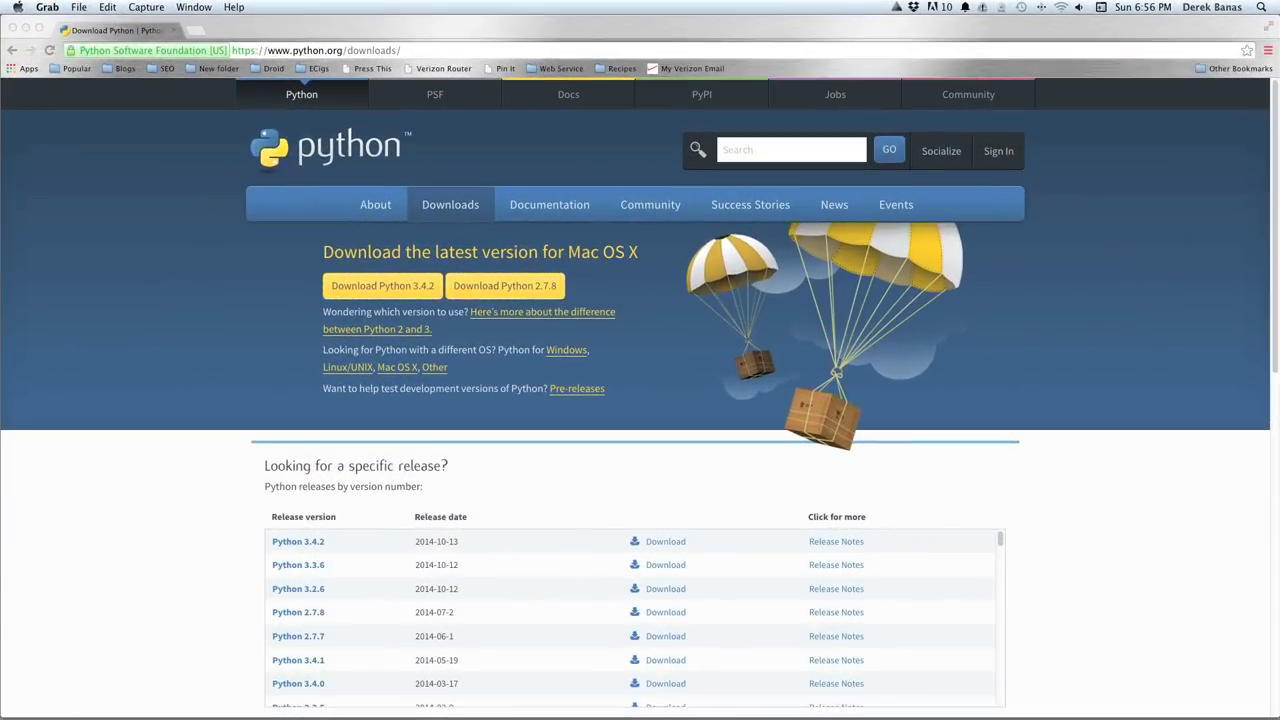 Grab File Edit Capture Window Help 10 Sun 6:56 PM Derek Banas
Download Python | Pytho
Python Software Foundation [US] https://www.python.org/downloads/
Apps Popular Blogs SEO New folder Droid ECigs Press This Verizon Router Pin It Web Service Recipes My Verizon Email Other Bookmarks
Python PSF Docs PyPI Jobs Community
python™ Search GO Socialize Sign In
About Downloads Documentation Community Success Stories News Events
Download the latest version for Mac OS X
Download Python 3.4.2 Download Python 2.7.8
Wondering which version to use? Here's more about the difference
between Python 2 and 3.
Looking for Python with a different OS? Python for Windows,
Linux/UNIX, Mac OS X, Other
Want to help test development versions of Python? Pre-releases
Looking for a specific release?
Python releases by version number:
Release version Release date Click for more
Python 3.4.2 2014-10-13 Download Release Notes
Python 3.3.6 2014-10-12 Download Release Notes
Python 3.2.6 2014-10-12 Download Release Notes
Python 2.7.8 2014-07-2 Download Release Notes
Python 2.7.7 2014-06-1 Download Release Notes
Python 3.4.1 2014-05-19 Download Release Notes
Python 3.4.0 2014-03-17 Download Release Notes